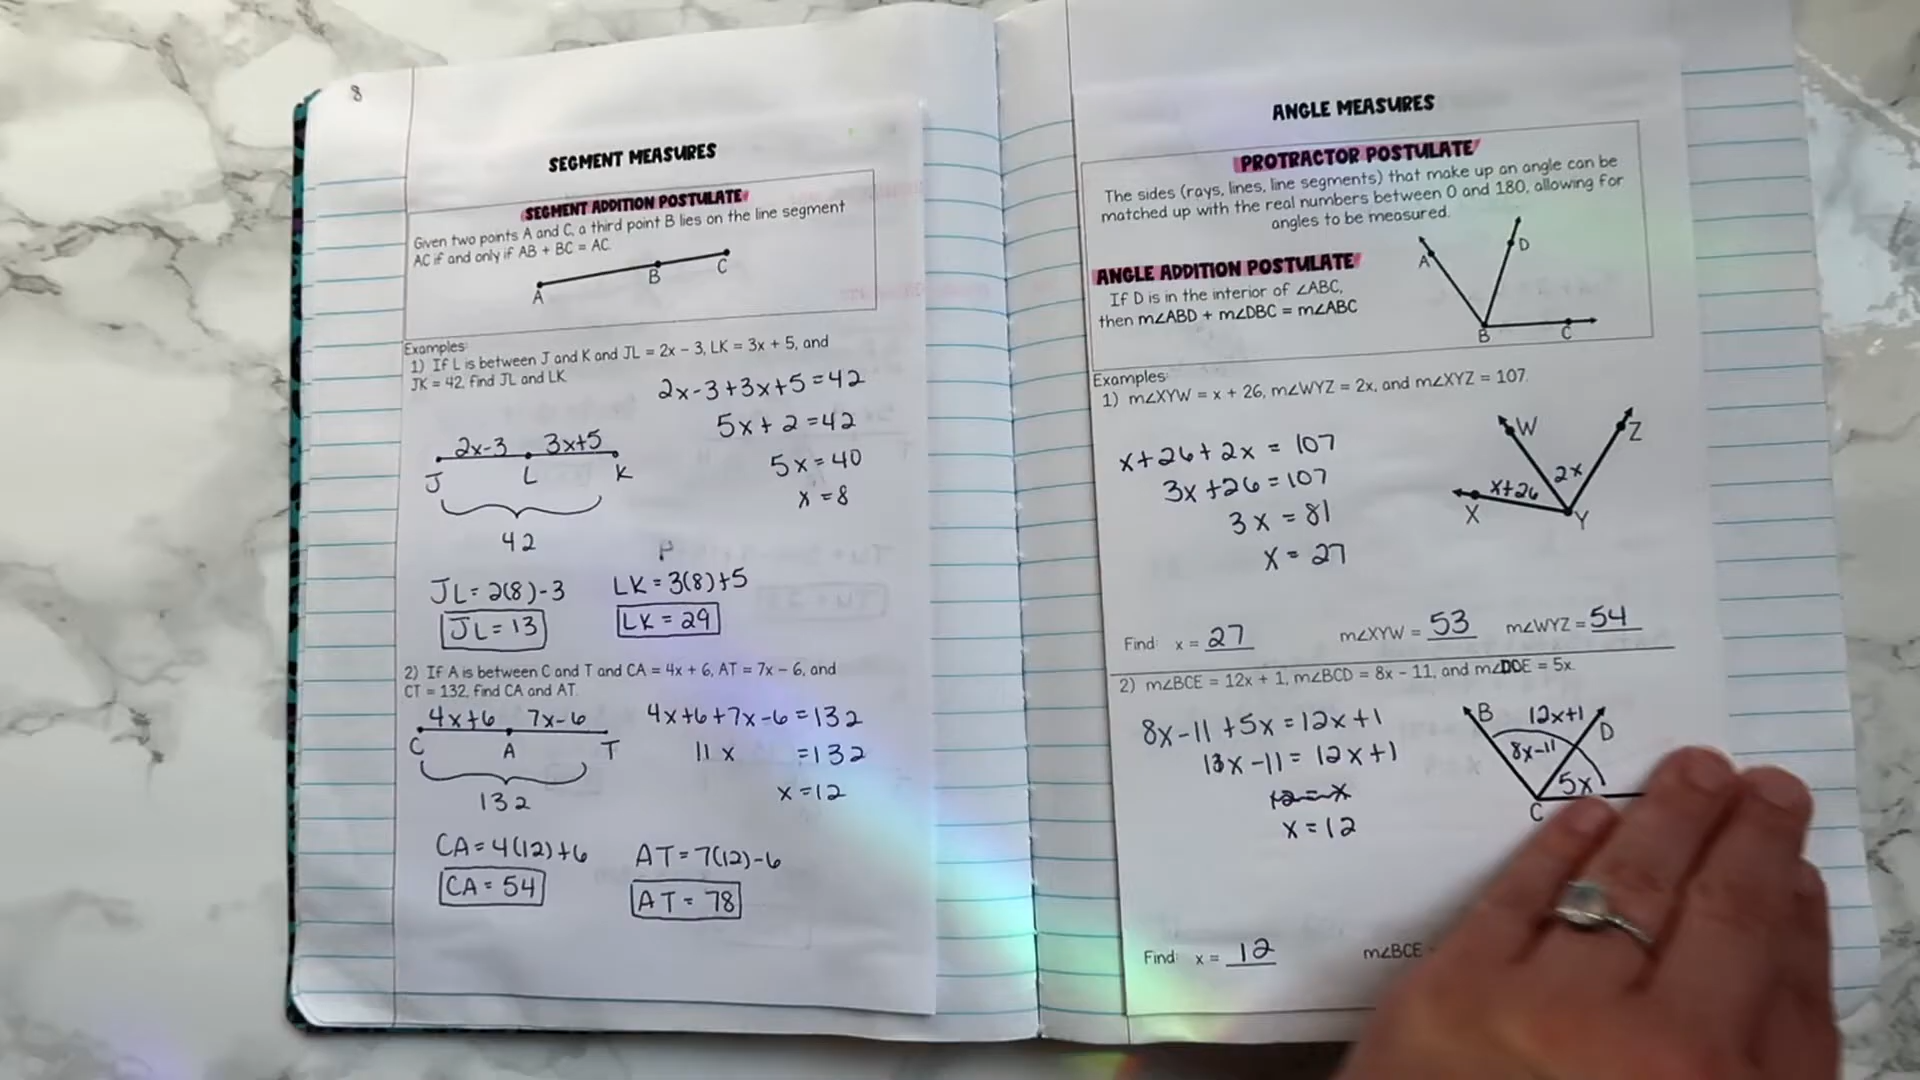 8
SEGMENT MEASURES
SEGMENT ADDITION POSTULATE
Given two points A and C, a third point B lies on the line segment
AC if and only if AB + BC = AC.
A
B
C
Examples:
1) If L is between J and K and JL = 2x - 3, LK = 3x + 5, and
JK = 42, find JL and LK.
2x-3+3x+5=42
5x+2=42
5x=40
x=8
2x-3 3x+5
J L K
42
JL=2(8)-3
JL=13
LK=3(8)+5
LK=29
2) If A is between C and T and CA = 4x + 6, AT = 7x - 6, and
CT = 132, find CA and AT.
4x+6 7x-6
C A T
132
4x+6+7x-6=132
11x =132
x=12
CA=4(12)+6
CA=54
AT=7(12)-6
AT=78
ANGLE MEASURES
PROTRACTOR POSTULATE
The sides (rays, lines, line segments) that make up an angle can be
matched up with the real numbers between 0 and 180, allowing for
angles to be measured.
ANGLE ADDITION POSTULATE
If D is in the interior of ∠ABC,
then m∠ABD + m∠DBC = m∠ABC
A
D
B
C
Examples:
1) m∠XYW = x + 26, m∠WYZ = 2x, and m∠XYZ = 107.
x+26+2x = 107
3x+26=107
3x=81
x=27
W
Z
x+26 2x
X
Y
Find: x = 27 m∠XYW = 53 m∠WYZ = 54
2) m∠BCE = 12x + 1, m∠BCD = 8x - 11, and m∠DCE = 5x.
8x-11+5x=12x+1
13x-11=12x+1
12=x
x=12
B 12x+1
D
8x-11
5x
C
Find: x = 12 m∠BCE